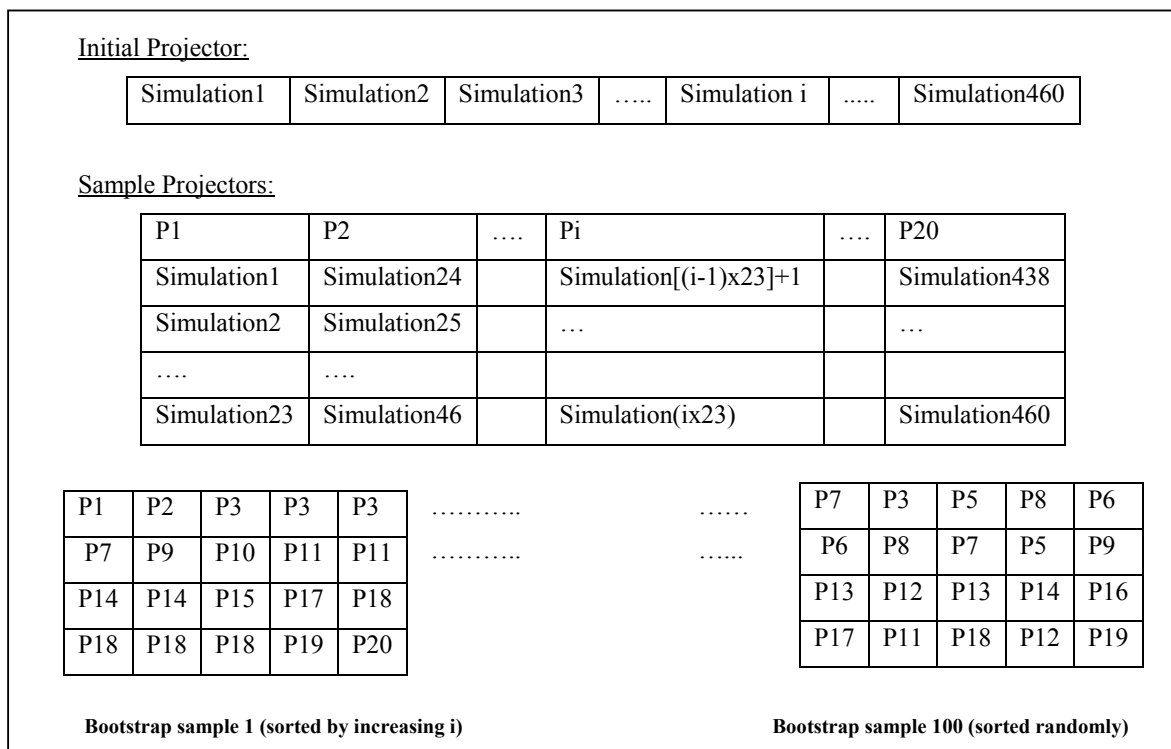 Initial Projector:
Simulation1 Simulation2 Simulation3 ….. Simulation i ..... Simulation460
Sample Projectors:
P1 P2 …. Pi …. P20
Simulation1 Simulation24 Simulation[(i-1)x23]+1 Simulation438
Simulation2 Simulation25 … …
…. ….
Simulation23 Simulation46 Simulation(ix23) Simulation460
P1 P2 P3 P3 P3 ……….. …… P7 P3 P5 P8 P6
P7 P9 P10 P11 P11 ……….. …... P6 P8 P7 P5 P9
P14 P14 P15 P17 P18 P13 P12 P13 P14 P16
P18 P18 P18 P19 P20 P17 P11 P18 P12 P19
Bootstrap sample 1 (sorted by increasing i) Bootstrap sample 100 (sorted randomly)